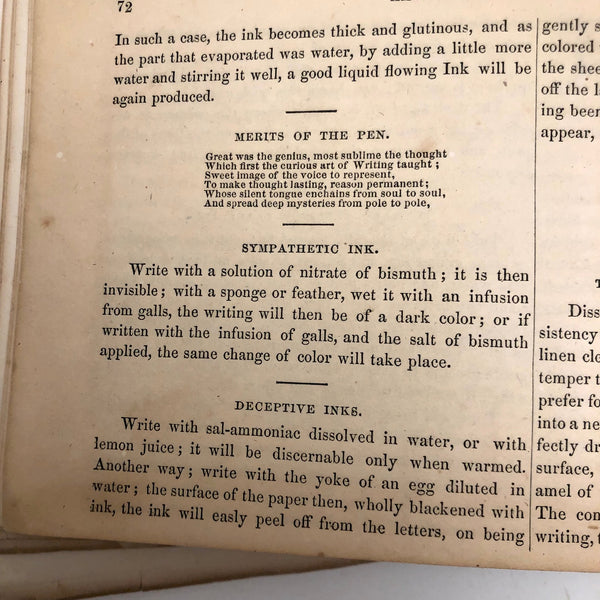 72
In such a case, the ink becomes thick and glutinous, and as
the part that evaporated was water, by adding a little more
water and stirring it well, a good liquid flowing Ink will be
again produced.
MERITS OF THE PEN.
Great was the genius, most sublime the thought
Which first the curious art of Writing taught;
Sweet image of the voice to represent,
To make thought lasting, reason permanent;
Whose silent tongue enchains from soul to soul,
And spread deep mysteries from pole to pole,
SYMPATHETIC INK.
Write with a solution of nitrate of bismuth; it is then
invisible; with a sponge or feather, wet it with an infusion
from galls, the writing will then be of a dark color; or if
written with the infusion of galls, and the salt of bismuth
applied, the same change of color will take place.
DECEPTIVE INKS.
Write with sal-ammoniac dissolved in water, or with
lemon juice; it will be discernable only when warmed.
Another way; write with the yoke of an egg diluted in
water; the surface of the paper then, wholly blackened with
ink, the ink will easly peel off from the letters, on being
gently
colored
the shee
off the
ing been
appear,
Diss
sistency
linen cle
temper t
prefer fo
into a ne
fectly dr
surface,
amel of
The con
writing,